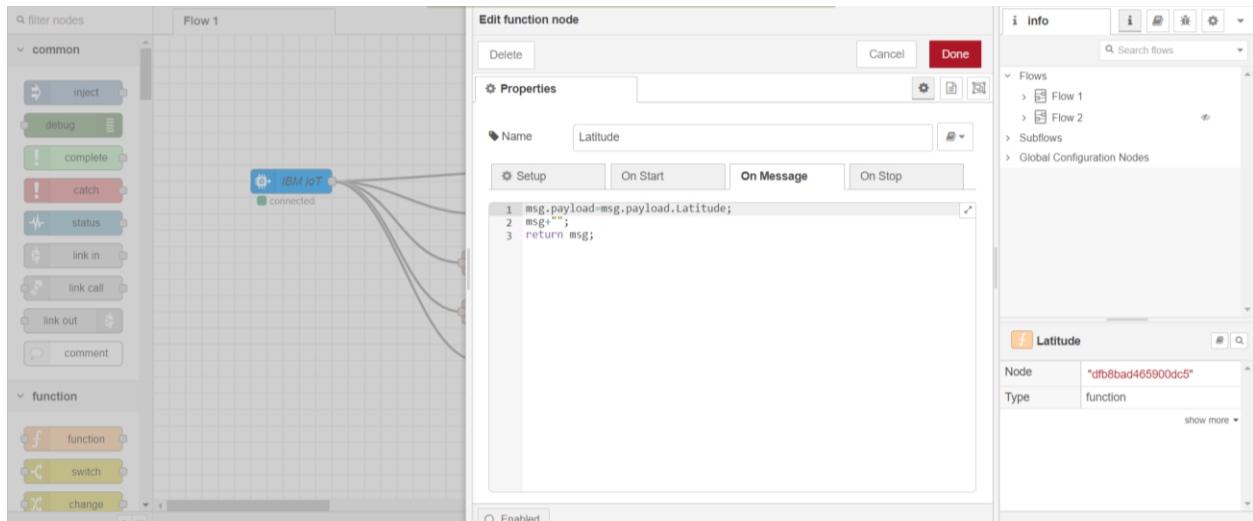 filter nodes
common
inject
debug
complete
catch
status
link in
link call
link out
comment
function
function
switch
change
Flow 1
IBM IoT
connected
Edit function node
Delete
Cancel
Done
Properties
Name
Latitude
Setup
On Start
On Message
On Stop
1 msg.payload=msg.payload.Latitude;
2 msg+"";
3 return msg;
Enabled
i info
i
Search flows
Flows
Flow 1
Flow 2
Subflows
Global Configuration Nodes
f Latitude
Node "dfb8bad465900dc5"
Type function
show more